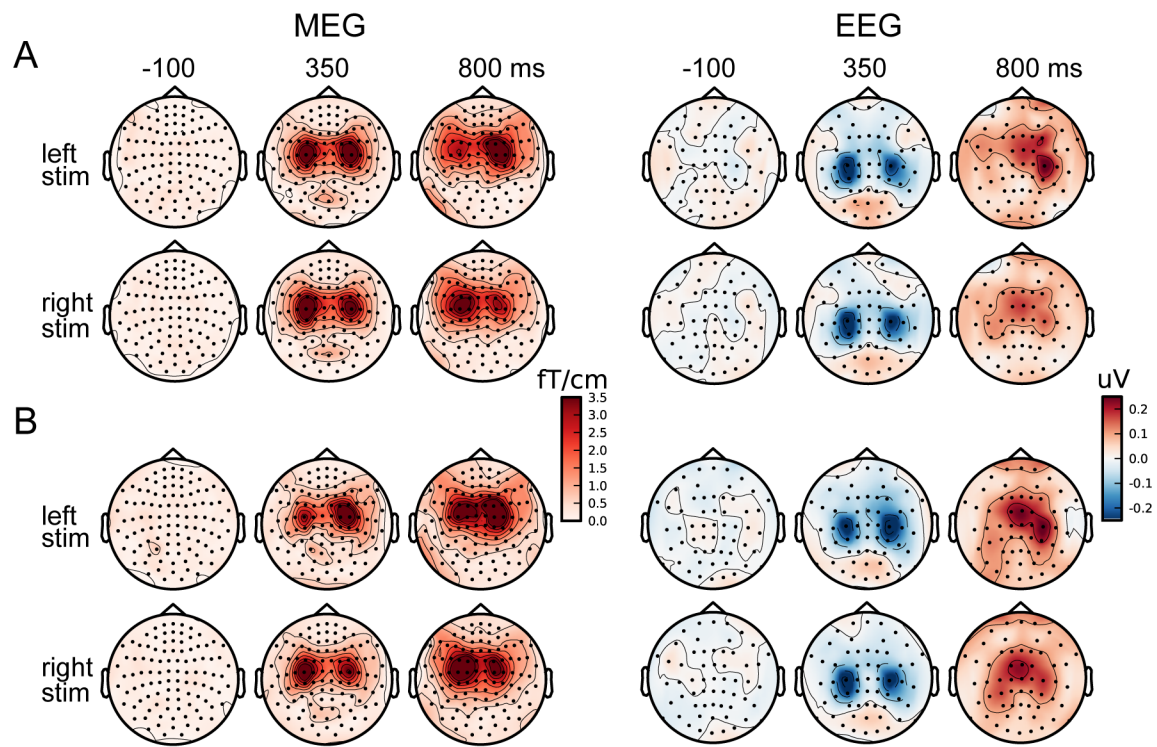 MEG EEG
A
-100 350 800 ms -100 350 800 ms
left
stim
right
stim
fT/cm
3.5
3.0
2.5
2.0
1.5
1.0
0.5
0.0
uV
0.2
0.1
0.0
-0.1
-0.2
B
left
stim
right
stim